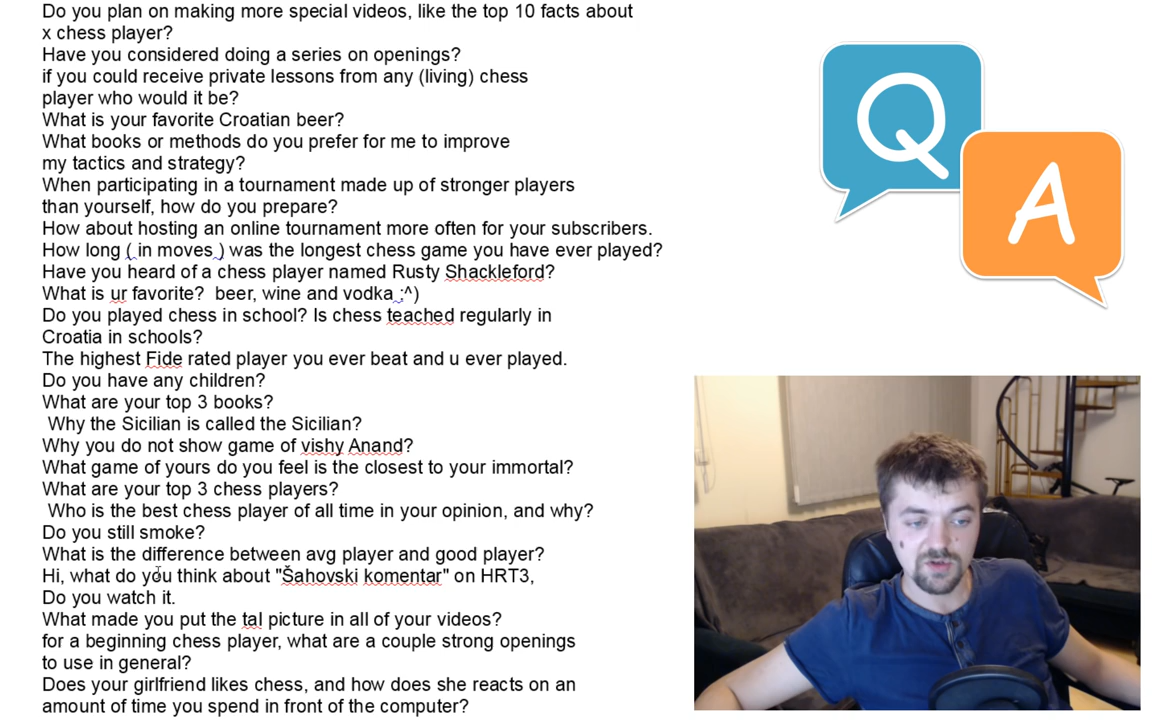 Do you plan on making more special videos, like the top 10 facts about
x chess player?
Have you considered doing a series on openings?
if you could receive private lessons from any (living) chess
player who would it be?
What is your favorite Croatian beer?
What books or methods do you prefer for me to improve
my tactics and strategy?
When participating in a tournament made up of stronger players
than yourself, how do you prepare?
How about hosting an online tournament more often for your subscribers.
How long ( in moves ) was the longest chess game you have ever played?
Have you heard of a chess player named Rusty Shackleford?
What is ur favorite?  beer, wine and vodka :^)
Do you played chess in school? Is chess teached regularly in
Croatia in schools?
The highest Fide rated player you ever beat and u ever played.
Do you have any children?
What are your top 3 books?
Why the Sicilian is called the Sicilian?
Why you do not show game of vishy Anand?
What game of yours do you feel is the closest to your immortal?
What are your top 3 chess players?
Who is the best chess player of all time in your opinion, and why?
Do you still smoke?
What is the difference between avg player and good player?
Hi, what do you think about "Šahovski komentar" on HRT3,
Do you watch it.
What made you put the tal picture in all of your videos?
for a beginning chess player, what are a couple strong openings
to use in general?
Does your girlfriend likes chess, and how does she reacts on an
amount of time you spend in front of the computer?
Q
A